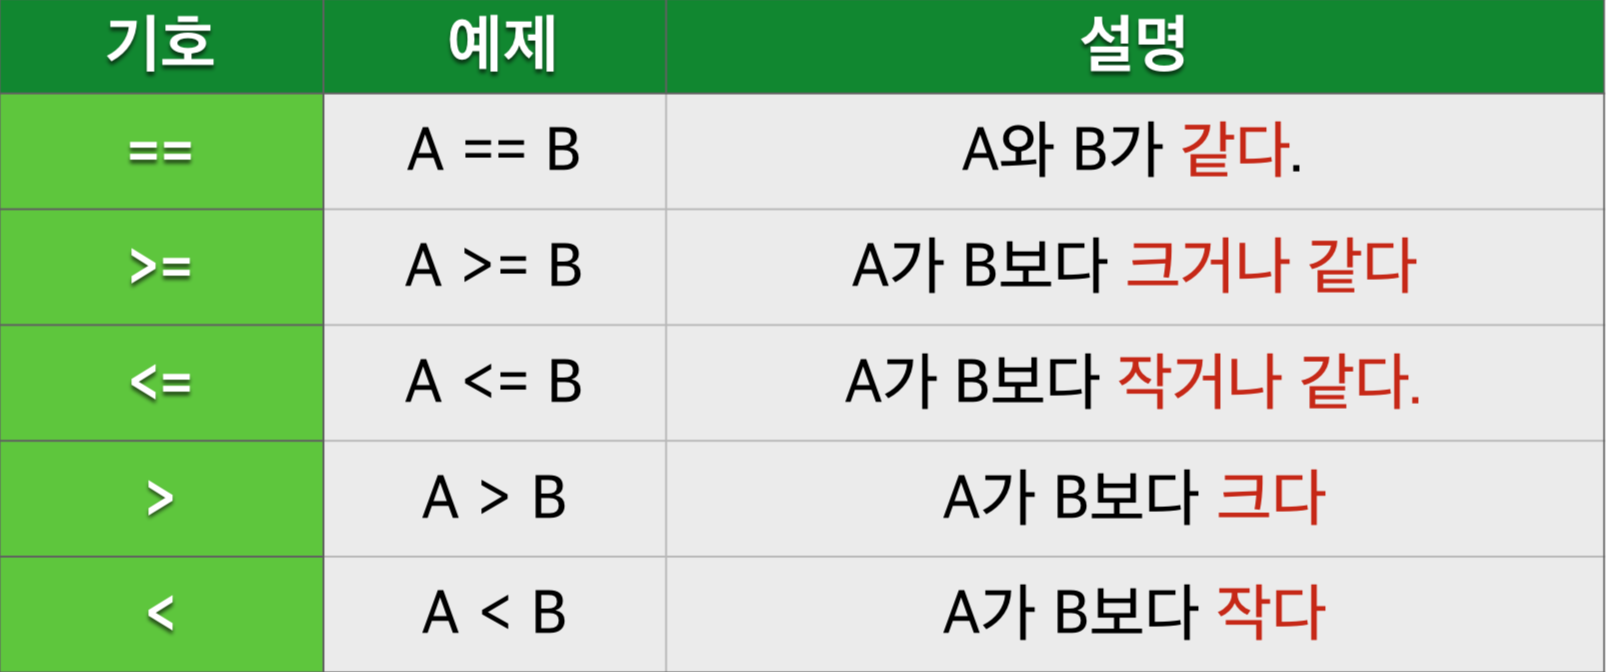 기호 예제 설명
== A == B A와 B가 같다.
>= A >= B A가 B보다 크거나 같다
<= A <= B A가 B보다 작거나 같다.
> A > B A가 B보다 크다
< A < B A가 B보다 작다